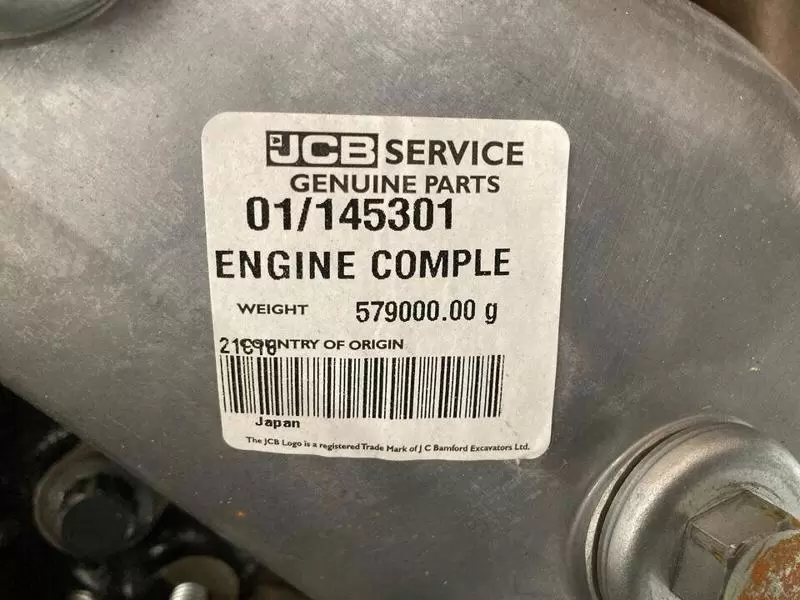 JCB SERVICE
GENUINE PARTS
01/145301
ENGINE COMPLE
WEIGHT 579000.00 g
COUNTRY OF ORIGIN
Japan
The JCB Logo is a registered Trade Mark of J C Bamford Excavators Ltd.